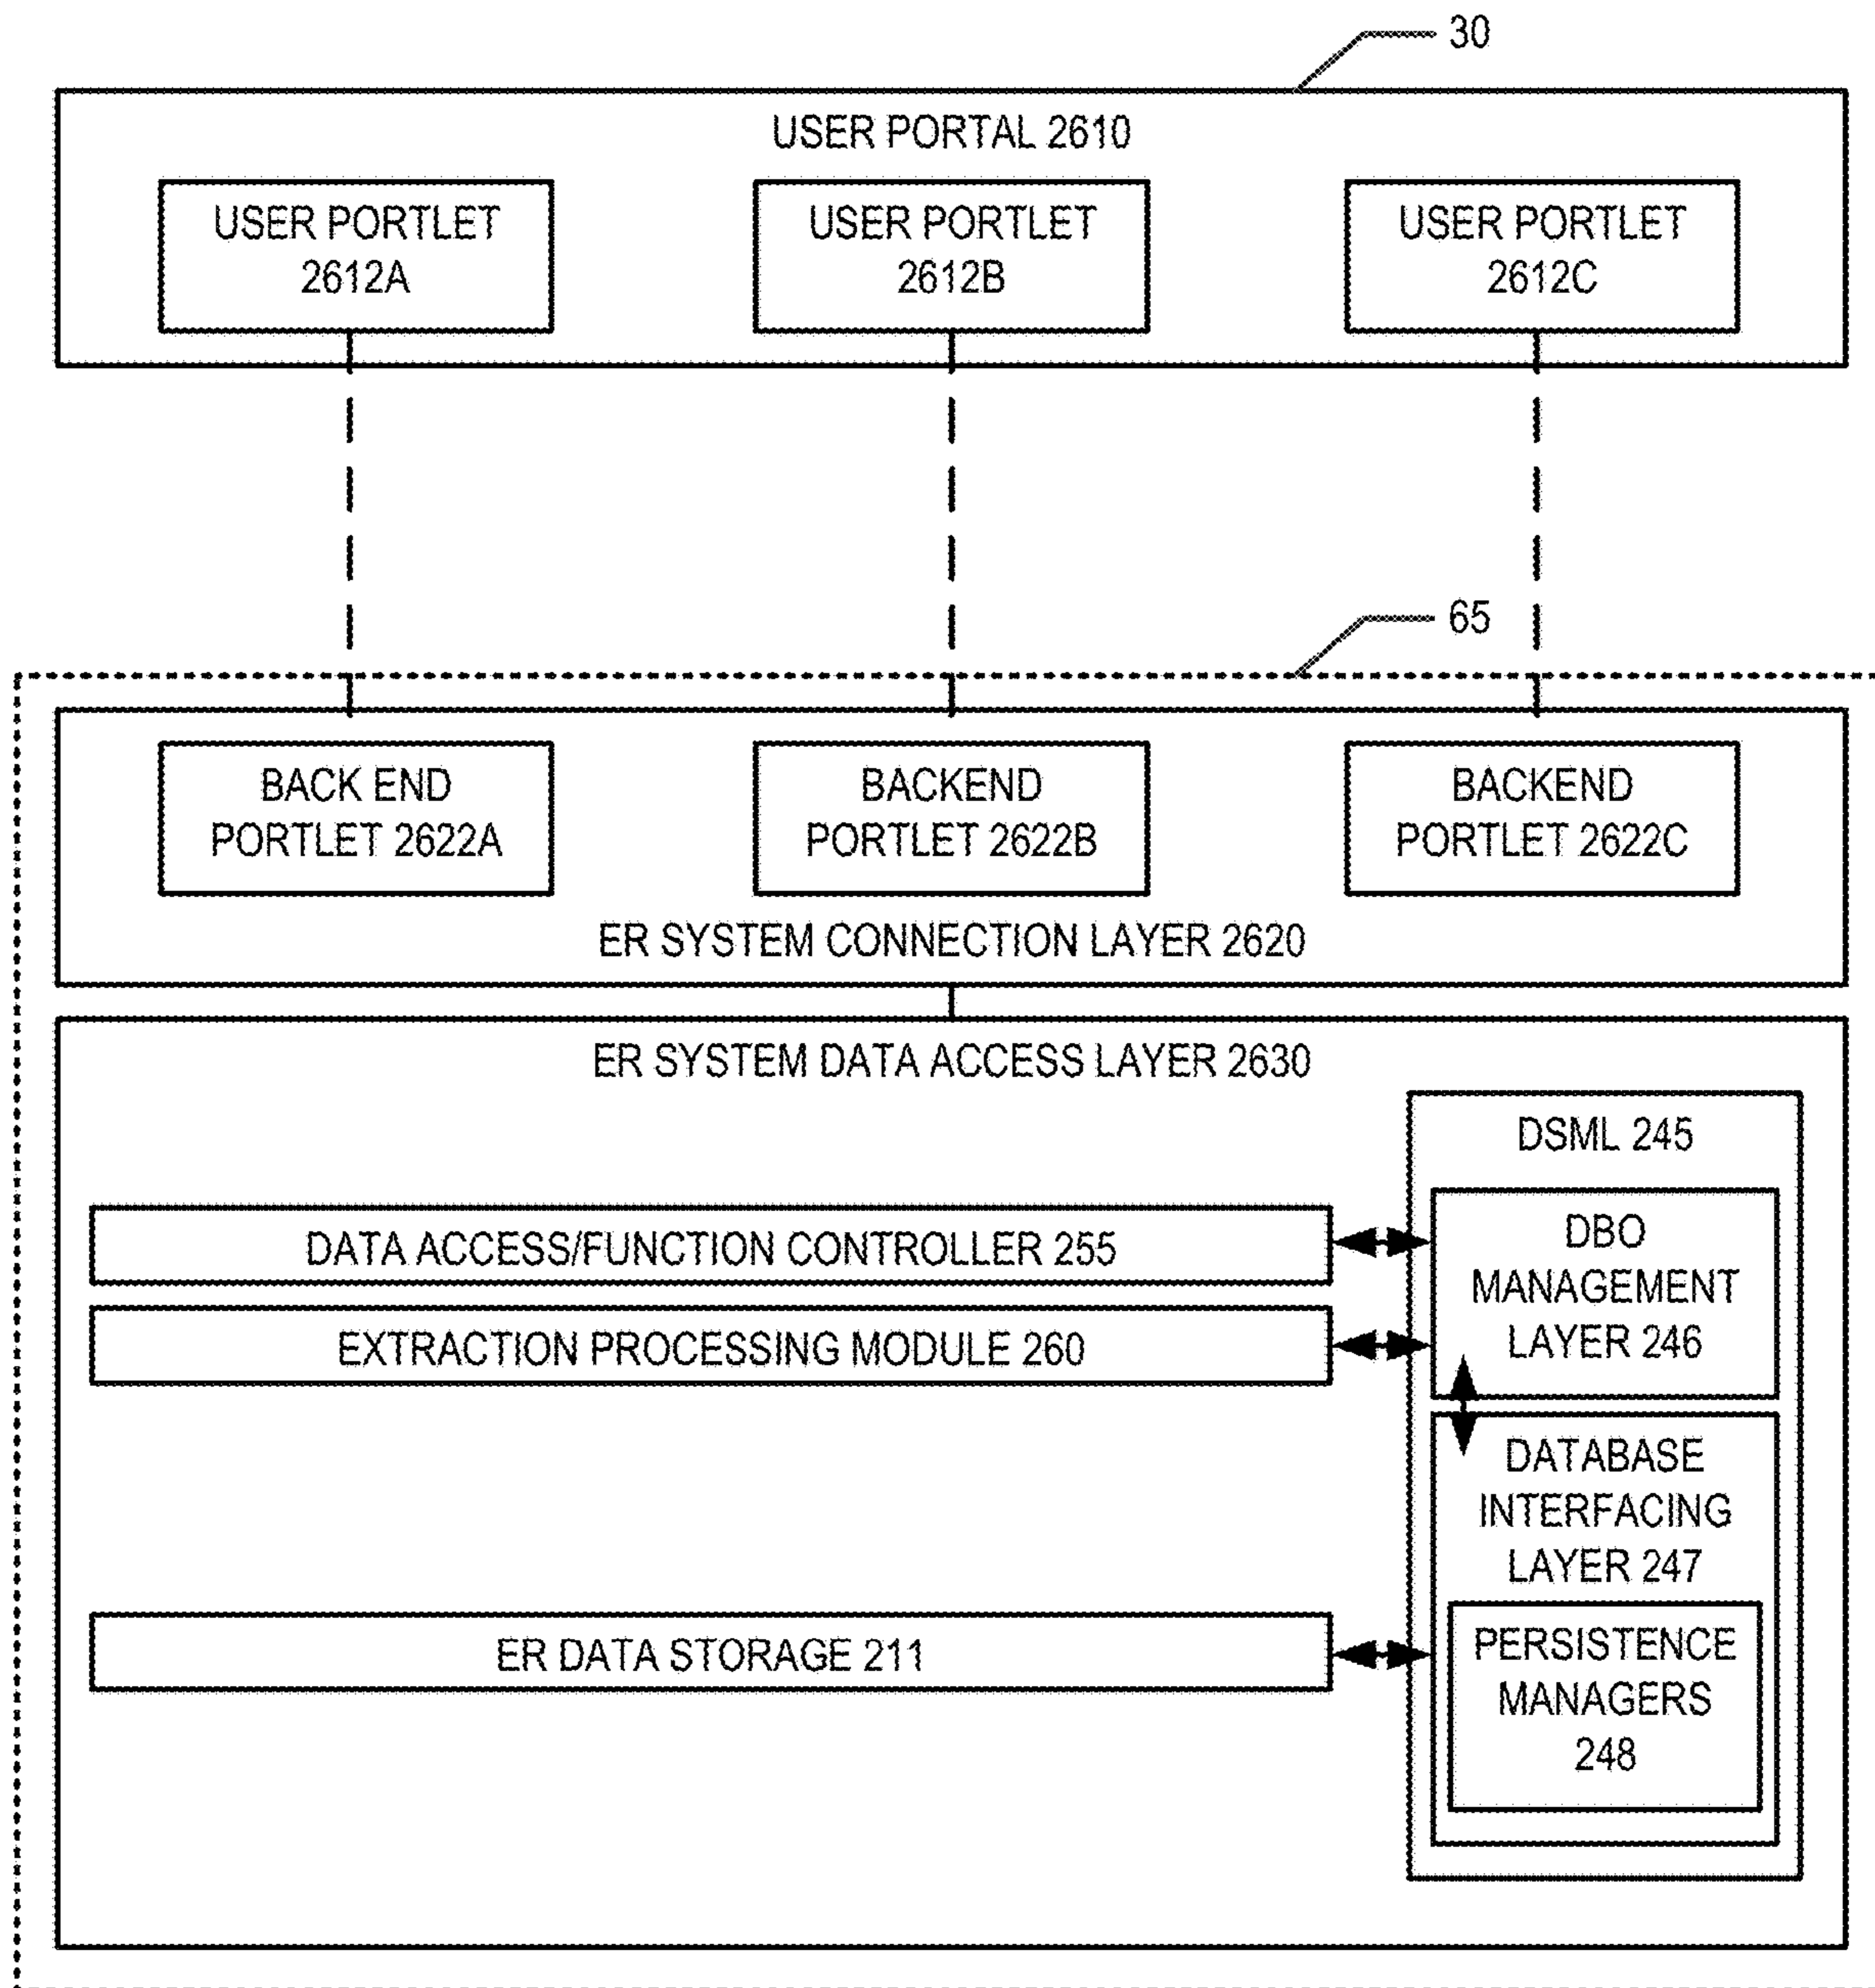 30
USER PORTAL 2610
USER PORTLET
2612A
USER PORTLET
2612B
USER PORTLET
2612C
65
BACK END
PORTLET 2622A
BACKEND
PORTLET 2622B
BACKEND
PORTLET 2622C
ER SYSTEM CONNECTION LAYER 2620
ER SYSTEM DATA ACCESS LAYER 2630
DSML 245
DATA ACCESS/FUNCTION CONTROLLER 255
EXTRACTION PROCESSING MODULE 260
DBO
MANAGEMENT
LAYER 246
DATABASE
INTERFACING
LAYER 247
ER DATA STORAGE 211
PERSISTENCE
MANAGERS
248